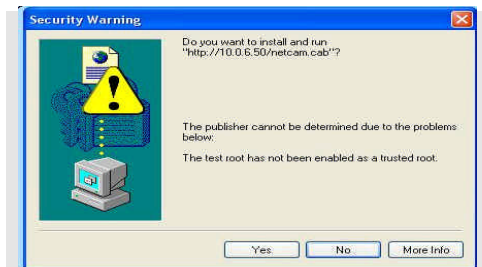 Security Warning
Do you want to install and run
"http://10.0.6.50/netcam.cab"?
The publisher cannot be determined due to the problems
below:
The test root has not been enabled as a trusted root.
Yes No More Info